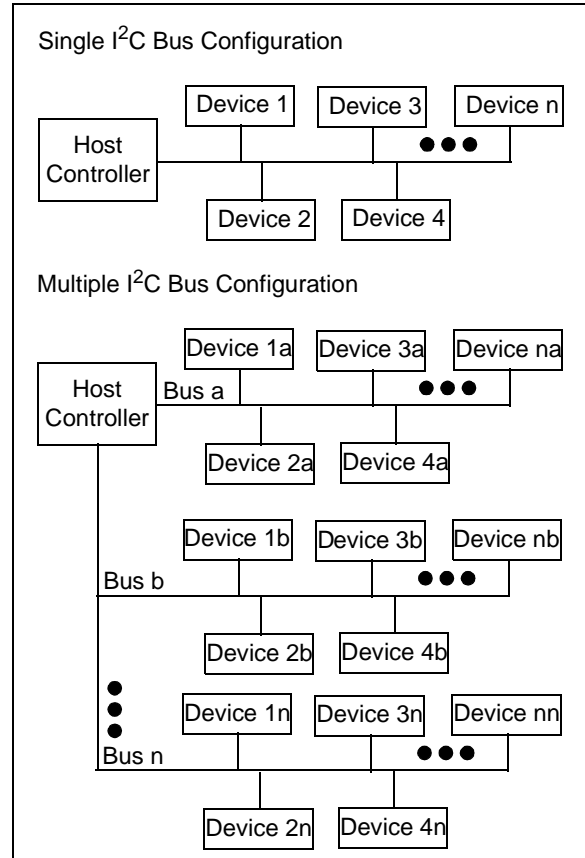 Single I²C Bus Configuration
Device 1
Device 3
Device n
Host
Controller
Device 2
Device 4
Multiple I²C Bus Configuration
Device 1a
Device 3a
Device na
Host
Controller
Bus a
Device 2a
Device 4a
Device 1b
Device 3b
Device nb
Bus b
Device 2b
Device 4b
Device 1n
Device 3n
Device nn
Bus n
Device 2n
Device 4n